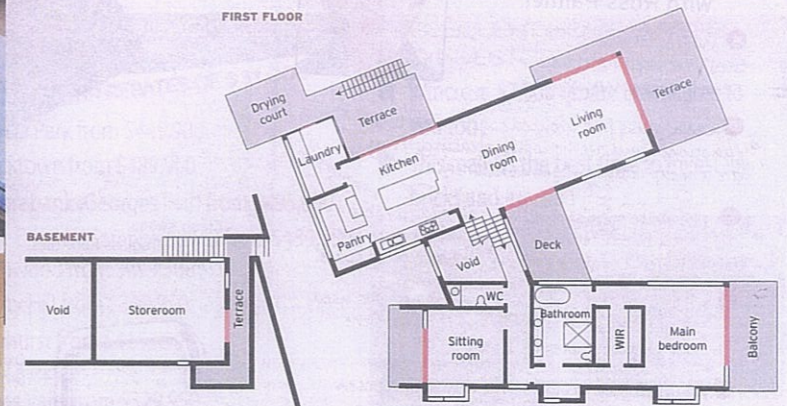 FIRST FLOOR
Drying
court
Terrace
Laundry
Kitchen
Pantry
Dining
room
Living
room
Terrace
Deck
Void
WC
Bathroom
WIR
Main
bedroom
Balcony
Sitting
room
BASEMENT
Void
Storeroom
Terrace